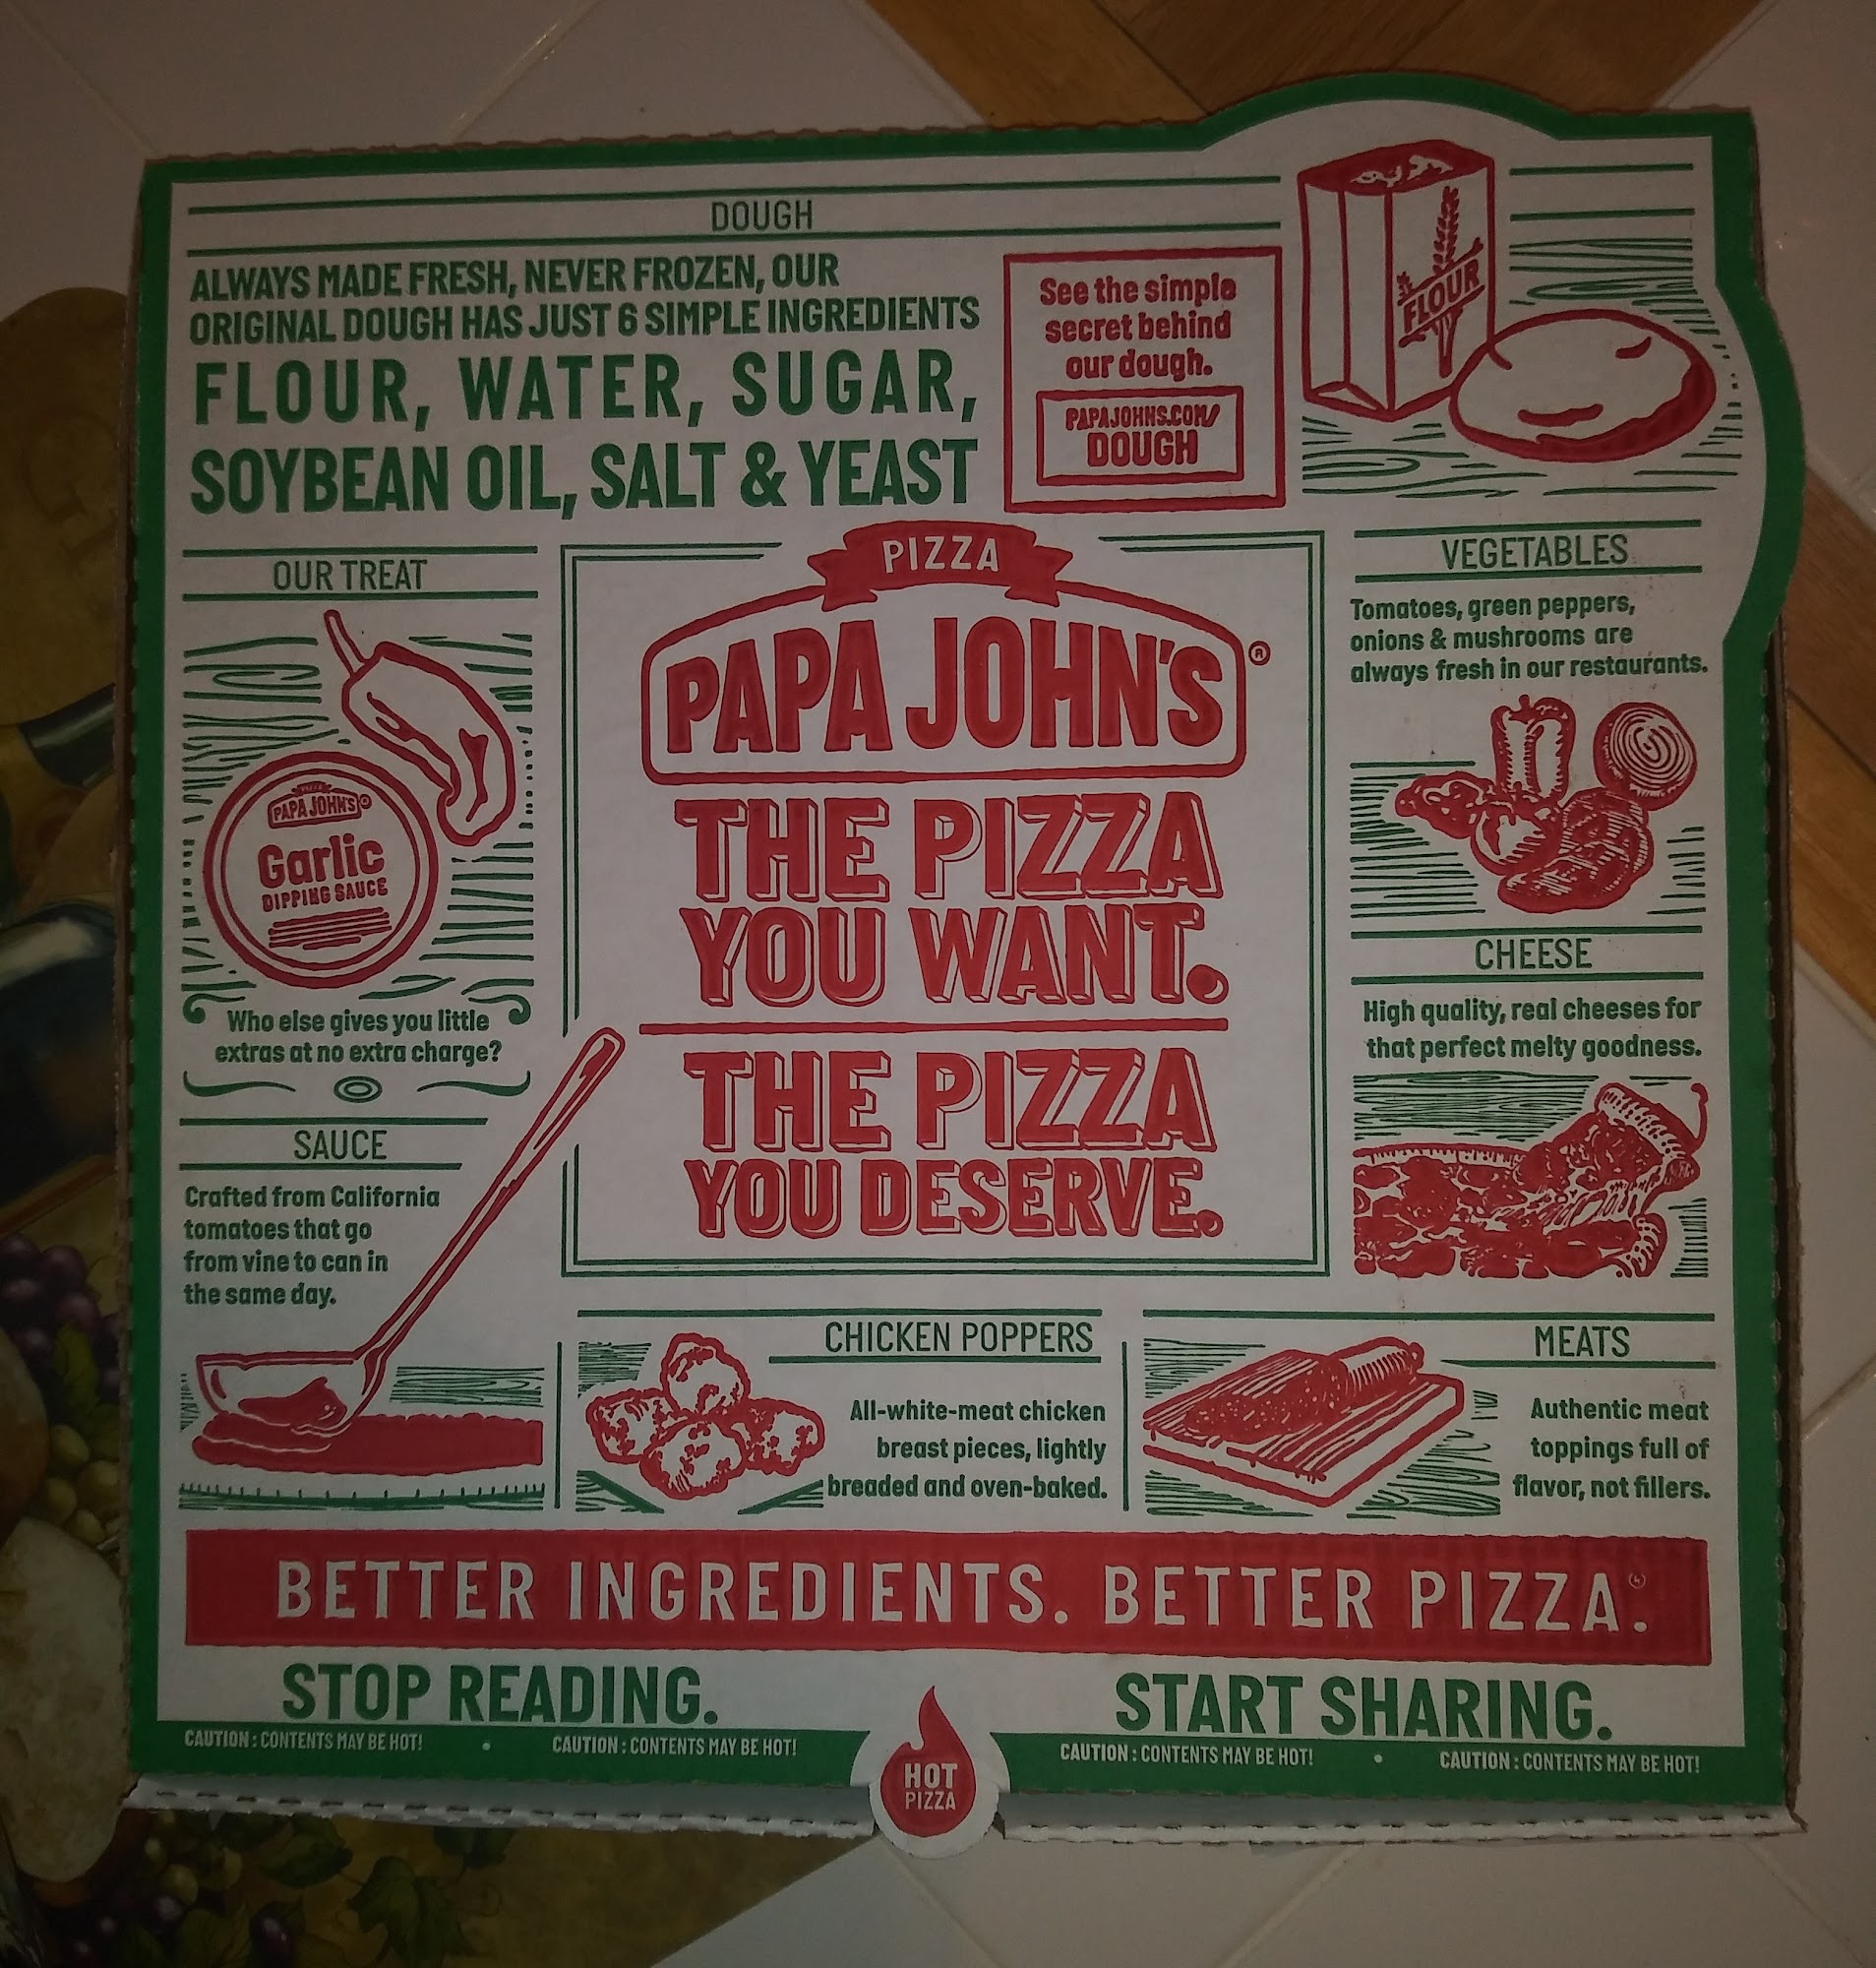 DOUGH
ALWAYS MADE FRESH, NEVER FROZEN, OUR
ORIGINAL DOUGH HAS JUST 6 SIMPLE INGREDIENTS
FLOUR, WATER, SUGAR,
SOYBEAN OIL, SALT & YEAST
See the simple
secret behind
our dough.
PAPAJOHNS.COM/
DOUGH
FLOUR
OUR TREAT
PIZZA
PAPA JOHN'S®
Garlic
DIPPING SAUCE
Who else gives you little
extras at no extra charge?
SAUCE
Crafted from California
tomatoes that go
from vine to can in
the same day.
PIZZA
PAPA JOHN'S®
THE PIZZA
YOU WANT.
THE PIZZA
YOU DESERVE.
VEGETABLES
Tomatoes, green peppers,
onions & mushrooms are
always fresh in our restaurants.
CHEESE
High quality, real cheeses for
that perfect melty goodness.
CHICKEN POPPERS
All-white-meat chicken
breast pieces, lightly
breaded and oven-baked.
MEATS
Authentic meat
toppings full of
flavor, not fillers.
BETTER INGREDIENTS. BETTER PIZZA.
STOP READING. START SHARING.
CAUTION : CONTENTS MAY BE HOT! • CAUTION : CONTENTS MAY BE HOT!
CAUTION : CONTENTS MAY BE HOT! • CAUTION : CONTENTS MAY BE HOT!
HOT
PIZZA